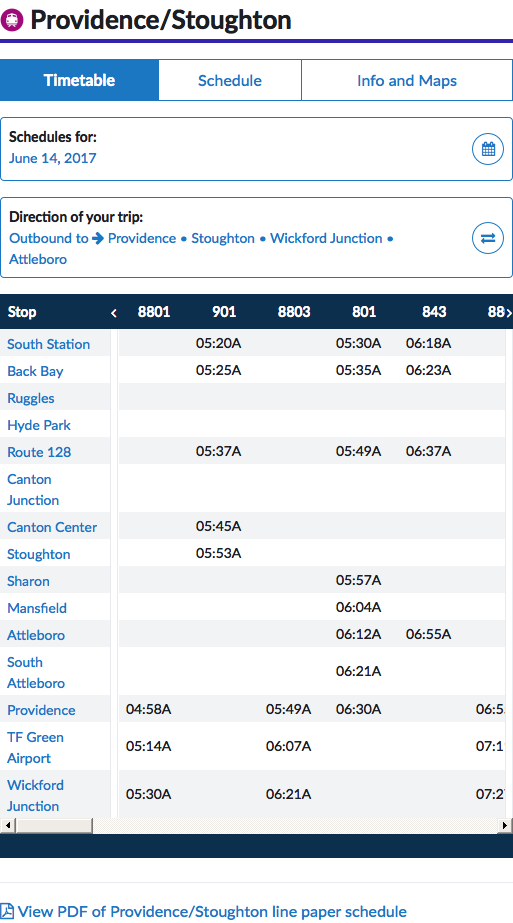 Providence/Stoughton
Timetable Schedule Info and Maps
Schedules for:
June 14, 2017
Direction of your trip:
Outbound to → Providence • Stoughton • Wickford Junction •
Attleboro
Stop ‹ 8801 901 8803 801 843 88›
South Station 05:20A 05:30A 06:18A
Back Bay 05:25A 05:35A 06:23A
Ruggles
Hyde Park
Route 128 05:37A 05:49A 06:37A
Canton
Junction
Canton Center 05:45A
Stoughton 05:53A
Sharon 05:57A
Mansfield 06:04A
Attleboro 06:12A 06:55A
South
Attleboro 06:21A
Providence 04:58A 05:49A 06:30A 06:5
TF Green
Airport 05:14A 06:07A 07:1
Wickford
Junction 05:30A 06:21A 07:2
View PDF of Providence/Stoughton line paper schedule